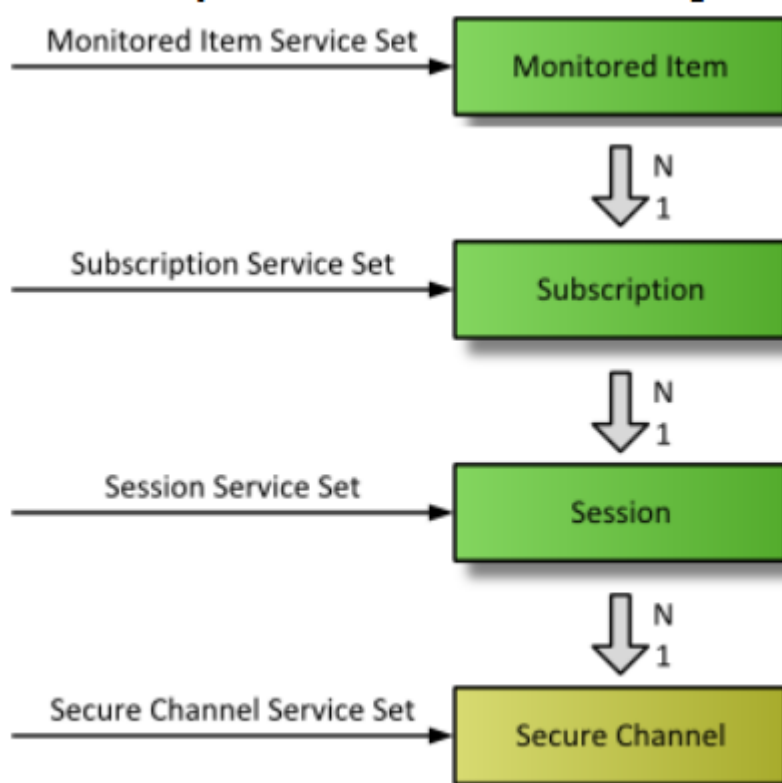 Monitored Item Service Set
Monitored Item
N
1
Subscription Service Set
Subscription
N
1
Session Service Set
Session
N
1
Secure Channel Service Set
Secure Channel